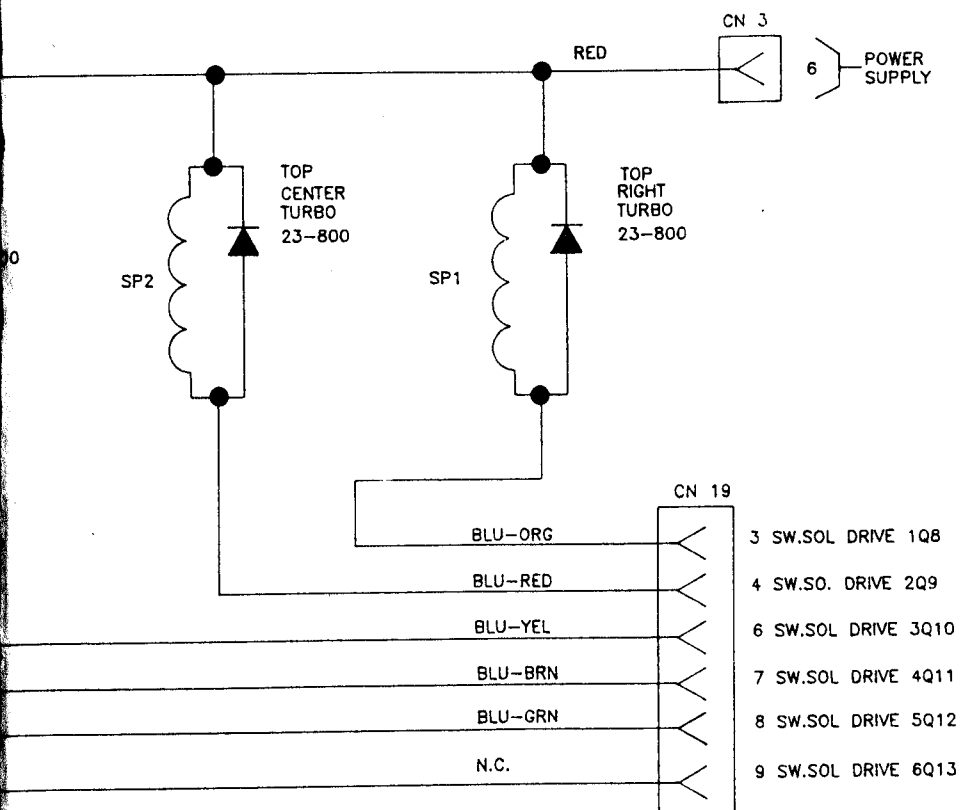 CN 3
RED
6
POWER
SUPPLY
TOP
CENTER
TURBO
23-800
TOP
RIGHT
TURBO
23-800
SP2
SP1
CN 19
BLU-ORG
3 SW.SOL DRIVE 1Q8
BLU-RED
4 SW.SO. DRIVE 2Q9
BLU-YEL
6 SW.SOL DRIVE 3Q10
BLU-BRN
7 SW.SOL DRIVE 4Q11
BLU-GRN
8 SW.SOL DRIVE 5Q12
N.C.
9 SW.SOL DRIVE 6Q13